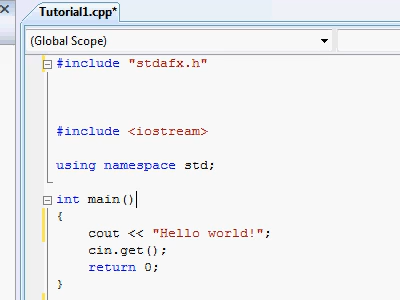 Tutorial1.cpp*
(Global Scope)
#include "stdafx.h"
#include <iostream>
using namespace std;
int main()
{
cout << "Hello world!";
cin.get();
return 0;
}